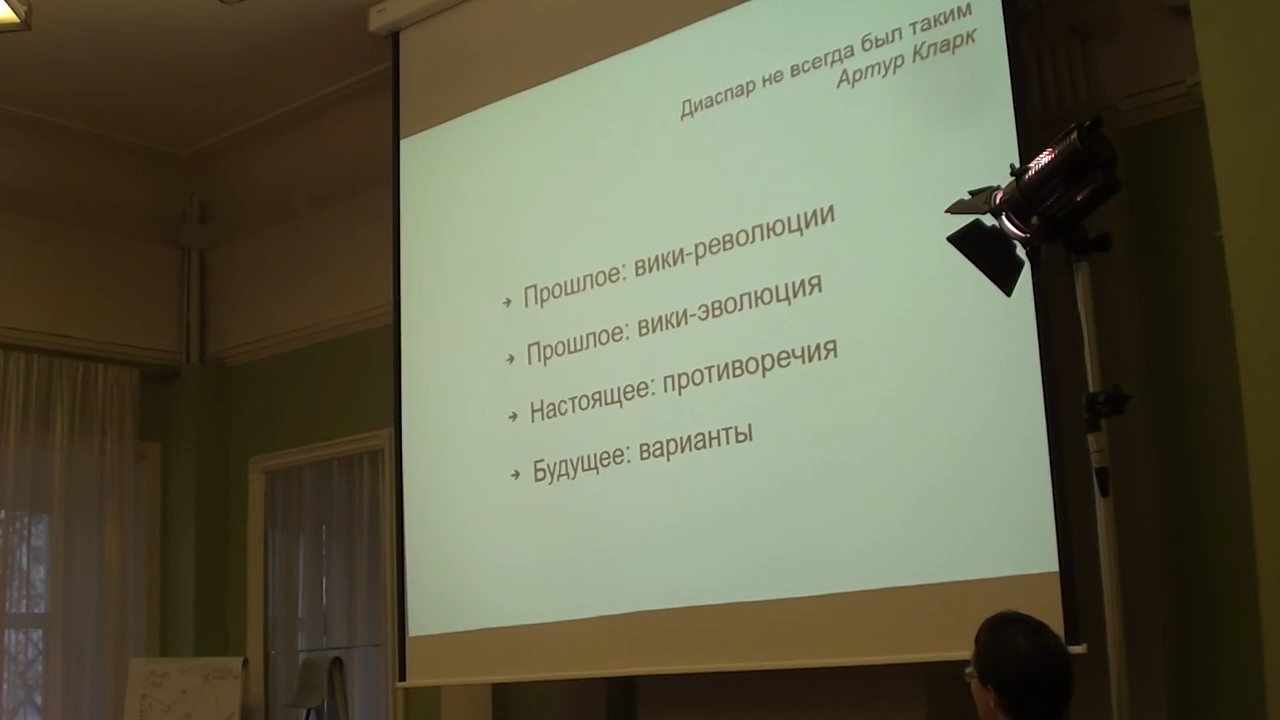 Диаспар не всегда был таким
Артур Кларк
Прошлое: вики-революции
Прошлое: вики-эволюция
Настоящее: противоречия
Будущее: варианты